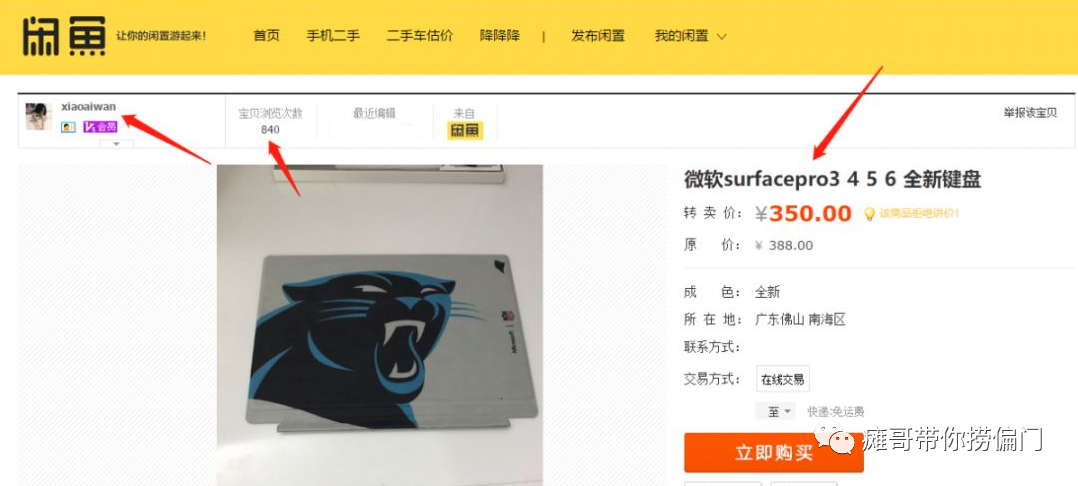 闲鱼 让你的闲置游起来! 首页 手机二手 二手车估价 降降降 | 发布闲置 我的闲置
xiaoaiwan
会员
宝贝浏览次数
840
最近编辑
来自
闲鱼
举报该宝贝
微软surfacepro3 4 5 6 全新键盘
转 卖 价: ¥350.00 该商品拒绝讲价!
原 价: ¥ 388.00
成 色: 全新
所 在 地: 广东佛山 南海区
联系方式:
交易方式: 在线交易
至 快递:免运费
立即购买
Microsoft
瘫哥带你捞偏门